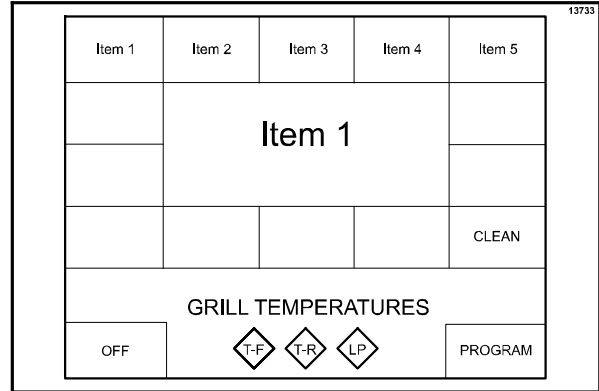 13733
Item 1 Item 2 Item 3 Item 4 Item 5
Item 1
CLEAN
GRILL TEMPERATURES
OFF T-F T-R LP PROGRAM